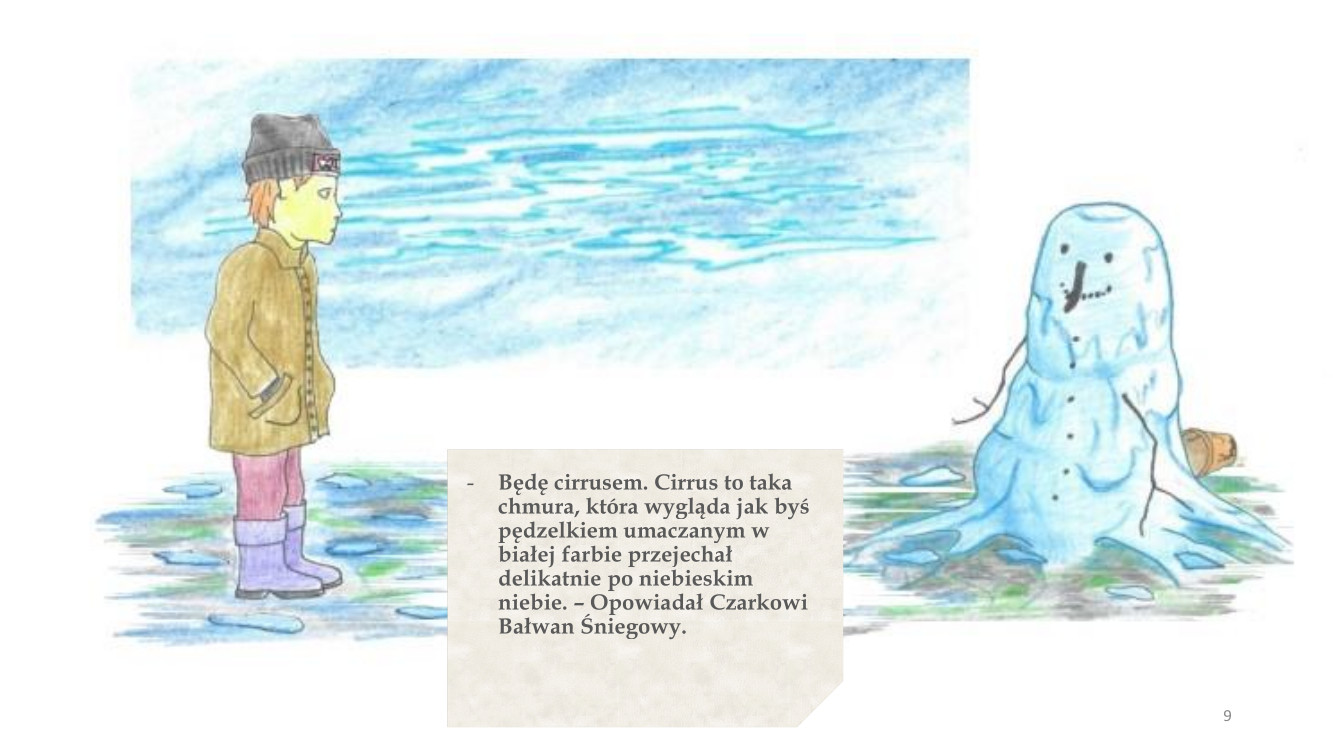 - Będę cirrusem. Cirrus to taka
chmura, która wygląda jak byś
pędzelkiem umaczanym w
białej farbie przejechał
delikatnie po niebieskim
niebie. – Opowiadał Czarkowi
Bałwan Śniegowy.
9